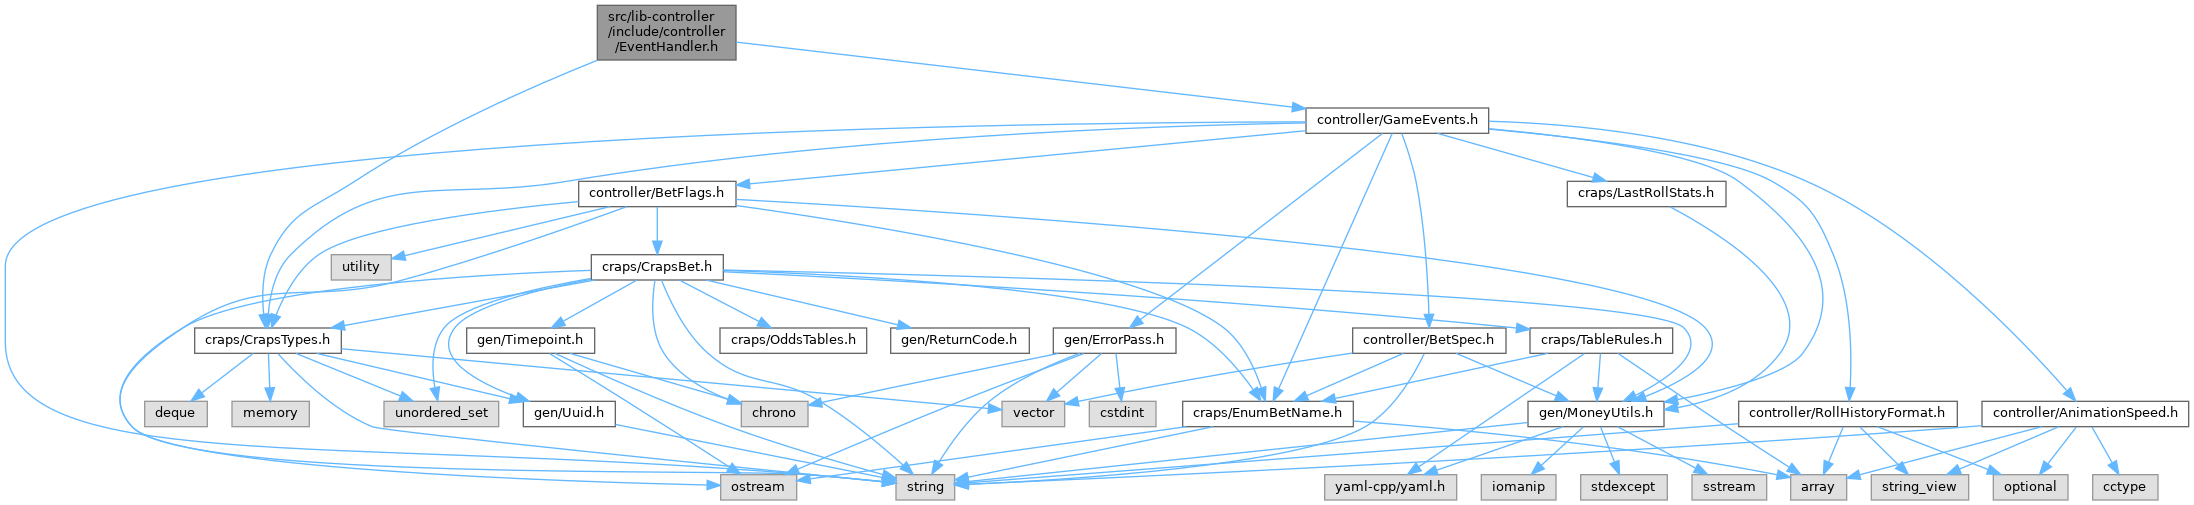 src/lib-controller
/include/controller
/EventHandler.h
controller/GameEvents.h
controller/BetFlags.h
craps/LastRollStats.h
utility
craps/CrapsBet.h
craps/CrapsTypes.h
gen/Timepoint.h
craps/OddsTables.h
gen/ReturnCode.h
gen/ErrorPass.h
controller/BetSpec.h
craps/TableRules.h
deque
memory
unordered_set
gen/Uuid.h
chrono
vector
cstdint
craps/EnumBetName.h
gen/MoneyUtils.h
controller/RollHistoryFormat.h
controller/AnimationSpeed.h
ostream
string
yaml-cpp/yaml.h
iomanip
stdexcept
sstream
array
string_view
optional
cctype